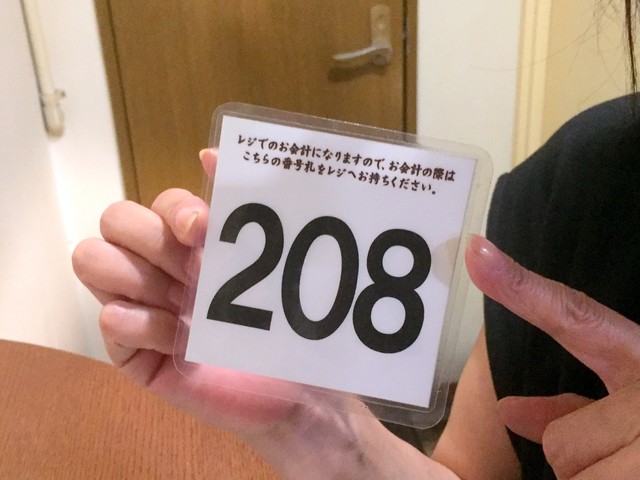 レジでのお会計になりますので、お会計の際は
こちらの番号札をレジへお持ちください。
208